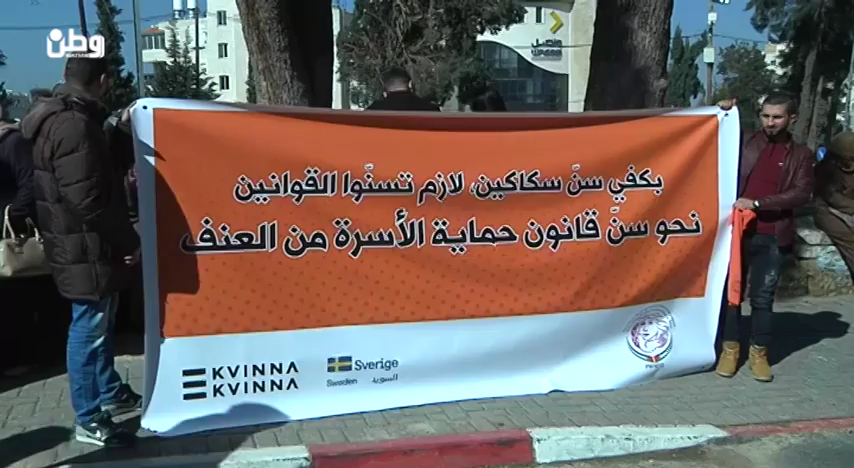 وطن
بكفي سنّ سكاكين، لازم تسنّوا القوانين
نحو سنّ قانون حماية الأسرة من العنف
KVINNA
KVINNA
Sverige
Sweden السويد